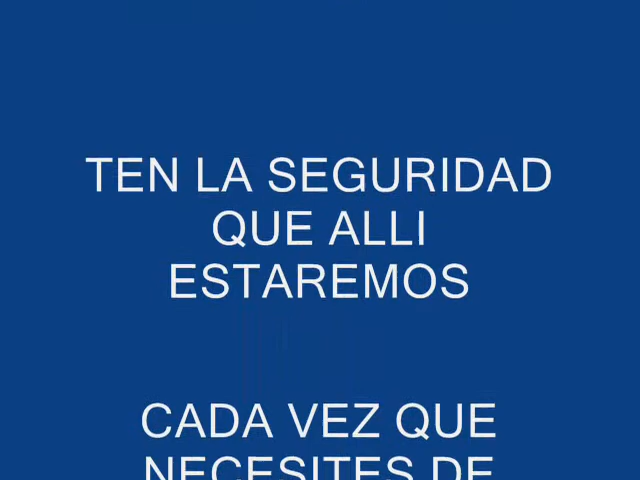 TEN LA SEGURIDAD
QUE ALLI
ESTAREMOS
CADA VEZ QUE
NECESITES DE